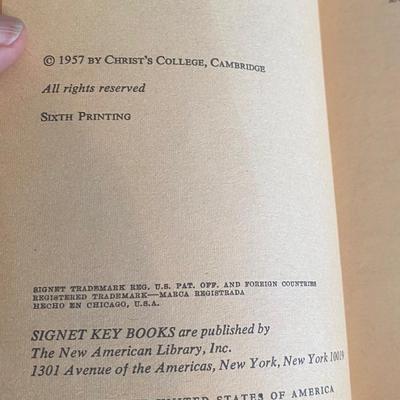 © 1957 BY CHRIST'S COLLEGE, CAMBRIDGE
All rights reserved
SIXTH PRINTING
SIGNET TRADEMARK REG. U.S. PAT. OFF. AND FOREIGN COUNTRIES
REGISTERED TRADEMARK—MARCA REGISTRADA
HECHO EN CHICAGO, U.S.A.
SIGNET KEY BOOKS are published by
The New American Library, Inc.
1301 Avenue of the Americas, New York, New York 10019
UNITED STATES OF AMERICA